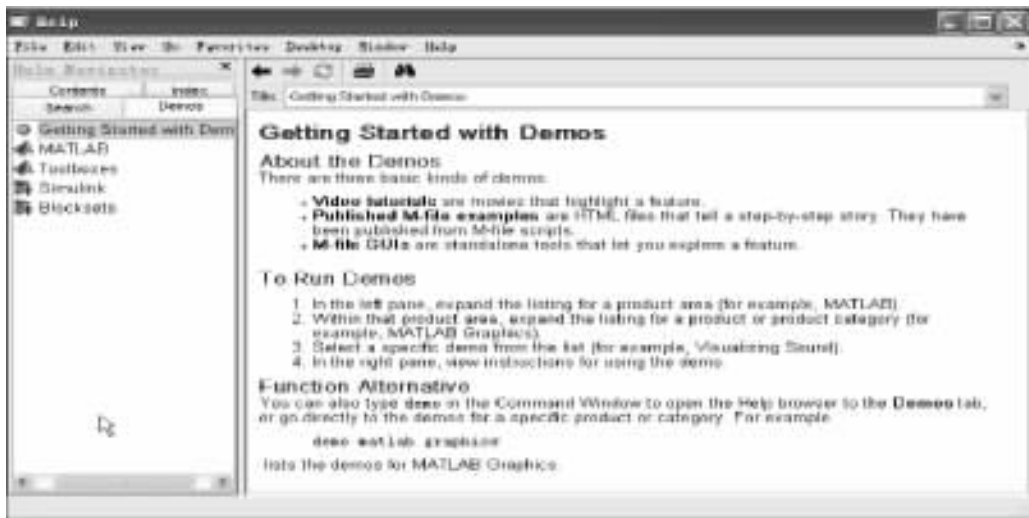 Help
File Edit View Go Favorites Desktop Window Help
Help Navigator
Contents Index
Search Demos
Title: Getting Started with Demos
Getting Started with Dem
MATLAB
Toolboxes
Simulink
Blocksets
Getting Started with Demos
About the Demos
There are three basic kinds of demos:
Video tutorials are movies that highlight a feature.
Published M-file examples are HTML files that tell a step-by-step story. They have
been published from M-file scripts.
M-file GUIs are standalone tools that let you explore a feature.
To Run Demos
1. In the left pane, expand the listing for a product area (for example, MATLAB).
2. Within that product area, expand the listing for a product or product category (for
example, MATLAB Graphics).
3. Select a specific demo from the list (for example, Visualizing Sound).
4. In the right pane, view instructions for using the demo.
Function Alternative
You can also type demo in the Command Window to open the Help browser to the Demos tab,
or go directly to the demos for a specific product or category. For example
demo matlab graphics
lists the demos for MATLAB Graphics.